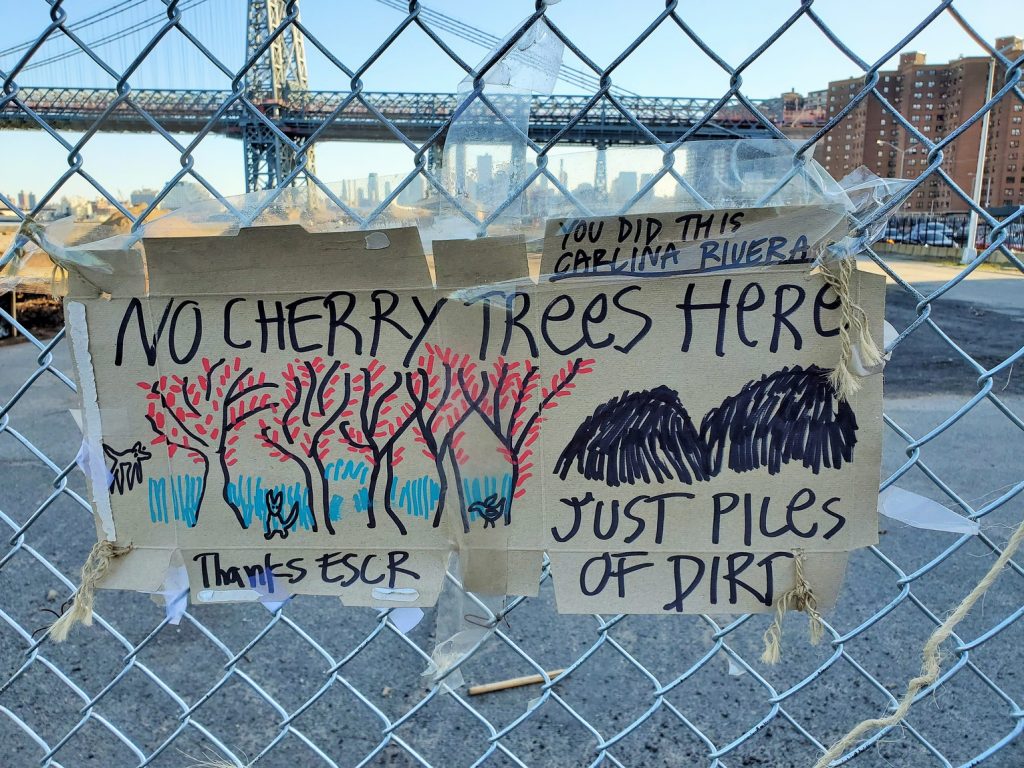 YOU DID THIS
CARLINA RIVERA
NO CHERRY TREES HERE
JUST PILES
OF DIRT
Thanks ESCR